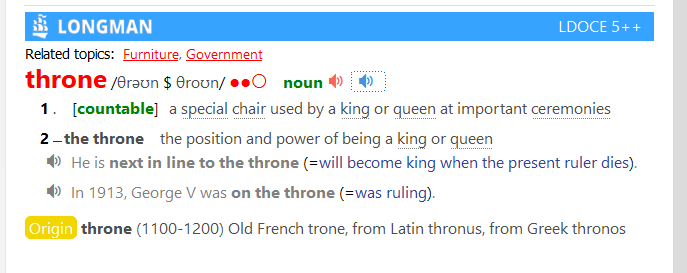 LONGMAN LDOCE 5++
Related topics: Furniture, Government
throne /θrəʊn $ θroʊn/ ●●○ noun
1 . [countable] a special chair used by a king or queen at important ceremonies
2 – the throne the position and power of being a king or queen
He is next in line to the throne (=will become king when the present ruler dies).
In 1913, George V was on the throne (=was ruling).
Origin throne (1100-1200) Old French trone, from Latin thronus, from Greek thronos